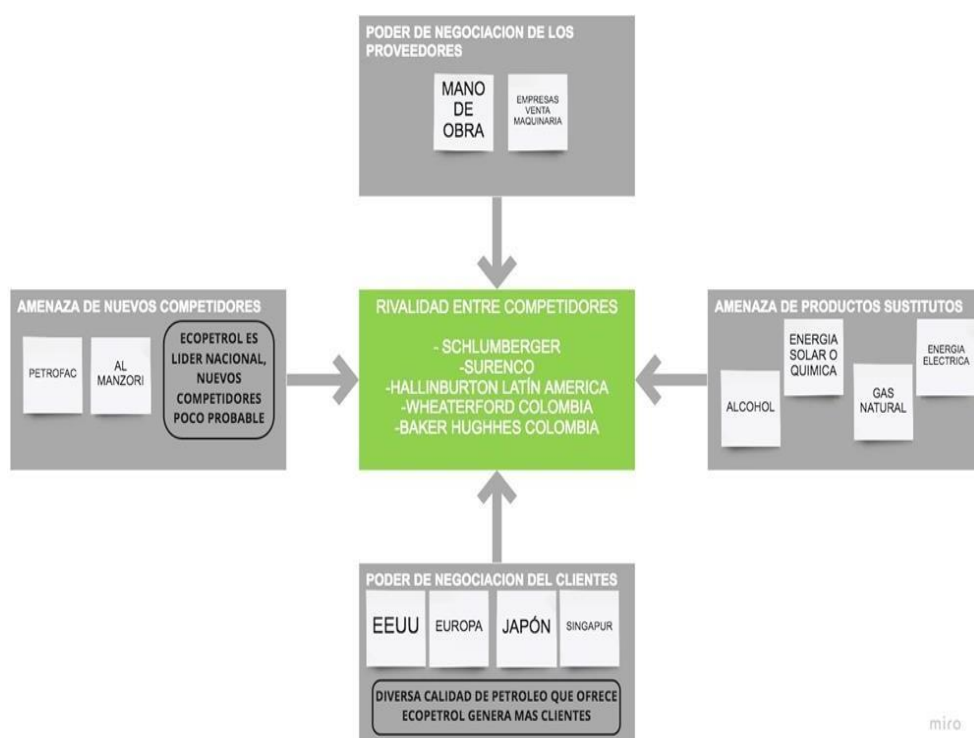 PODER DE NEGOCIACION DE LOS
PROVEEDORES
MANO
DE
OBRA
EMPRESAS
VENTA
MAQUINARIA
AMENAZA DE NUEVOS COMPETIDORES
PETROFAC
AL
MANZORI
ECOPETROL ES
LIDER NACIONAL,
NUEVOS
COMPETIDORES
POCO PROBABLE
RIVALIDAD ENTRE COMPETIDORES
- SCHLUMBERGER
-SURENCO
-HALLINBURTON LATÍN AMERICA
-WHEATERFORD COLOMBIA
-BAKER HUGHHES COLOMBIA
AMENAZA DE PRODUCTOS SUSTITUTOS
ALCOHOL
ENERGIA
SOLAR O
QUIMICA
GAS
NATURAL
ENERGIA
ELECTRICA
PODER DE NEGOCIACION DEL CLIENTES
EEUU
EUROPA
JAPÓN
SINGAPUR
DIVERSA CALIDAD DE PETROLEO QUE OFRECE
ECOPETROL GENERA MAS CLIENTES
miro